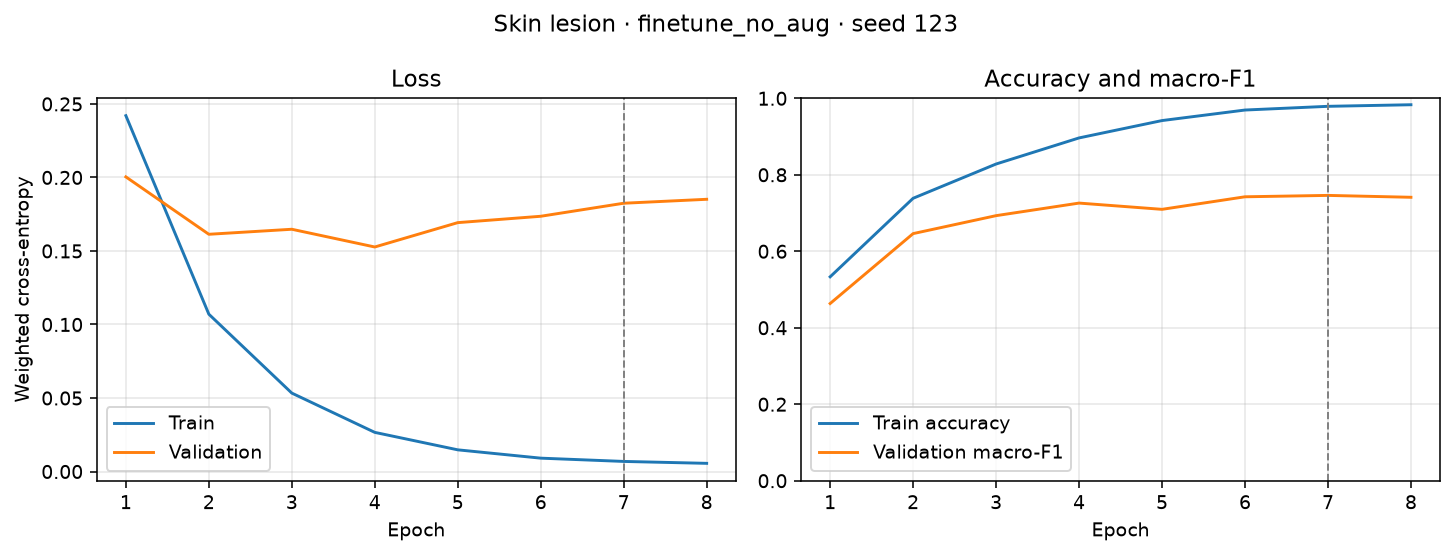 Skin lesion · finetune_no_aug · seed 123
Loss
Weighted cross-entropy
0.25
0.20
0.15
0.10
0.05
0.00
Train
Validation
1 2 3 4 5 6 7 8
Epoch
Accuracy and macro-F1
1.0
0.8
0.6
0.4
0.2
0.0
Train accuracy
Validation macro-F1
1 2 3 4 5 6 7 8
Epoch